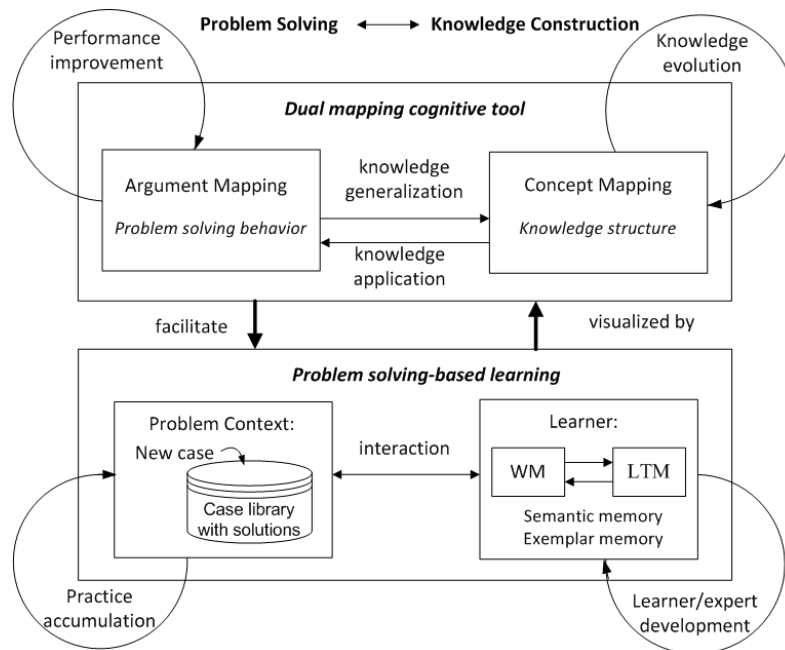 Problem Solving
Knowledge Construction
Performance
improvement
Knowledge
evolution
Dual mapping cognitive tool
Argument Mapping
Problem solving behavior
knowledge
generalization
knowledge
application
Concept Mapping
Knowledge structure
facilitate
visualized by
Problem solving-based learning
Problem Context:
New case
Case library
with solutions
interaction
Learner:
WM
LTM
Semantic memory
Exemplar memory
Practice
accumulation
Learner/expert
development